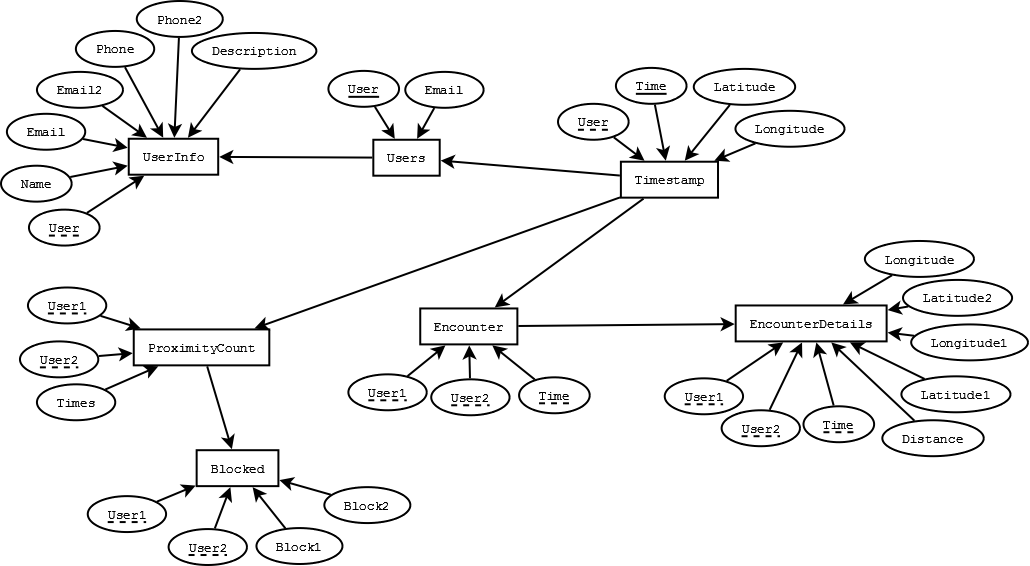 Phone2
Phone
Description
Email2
Email
UserInfo
Name
User
User
Email
Users
Time
Latitude
User
Longitude
Timestamp
User1
User2
Times
ProximityCount
Encounter
User1
User2
Time
Longitude
Latitude2
EncounterDetails
Longitude1
User1
Latitude1
User2
Time
Distance
Blocked
User1
Block2
User2
Block1